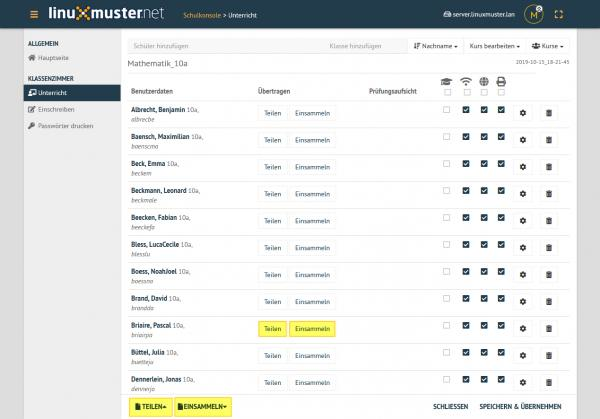 linuxmuster.net
Schulkonsole > Unterricht
server.linuxmuster.lan
M
ALLGEMEIN
Hauptseite
KLASSENZIMMER
Unterricht
Einschreiben
Passwörter drucken
Schüler hinzufügen
Klasse hinzufügen
Nachname
Kurs bearbeiten
Kurse
Mathematik_10a
2019-10-15_18-21-45
Benutzerdaten Übertragen Prüfungsaufsicht
Albrecht, Benjamin 10a, Teilen Einsammeln
albrecbe
Baensch, Maximilian 10a, Teilen Einsammeln
baenscma
Beck, Emma 10a, Teilen Einsammeln
beckem
Beckmann, Leonard 10a, Teilen Einsammeln
beckmale
Beecken, Fabian 10a, Teilen Einsammeln
beeckefa
Bless, LucaCecile 10a, Teilen Einsammeln
blesslu
Boess, NoahJoel 10a, Teilen Einsammeln
boessno
Brand, David 10a, Teilen Einsammeln
brandda
Briaire, Pascal 10a, Teilen Einsammeln
briairpa
Büttel, Julia 10a, Teilen Einsammeln
buetteju
Dennerlein, Jonas 10a, Teilen Einsammeln
dennerjo
TEILEN EINSAMMELN SCHLIESSEN SPEICHERN & ÜBERNEHMEN